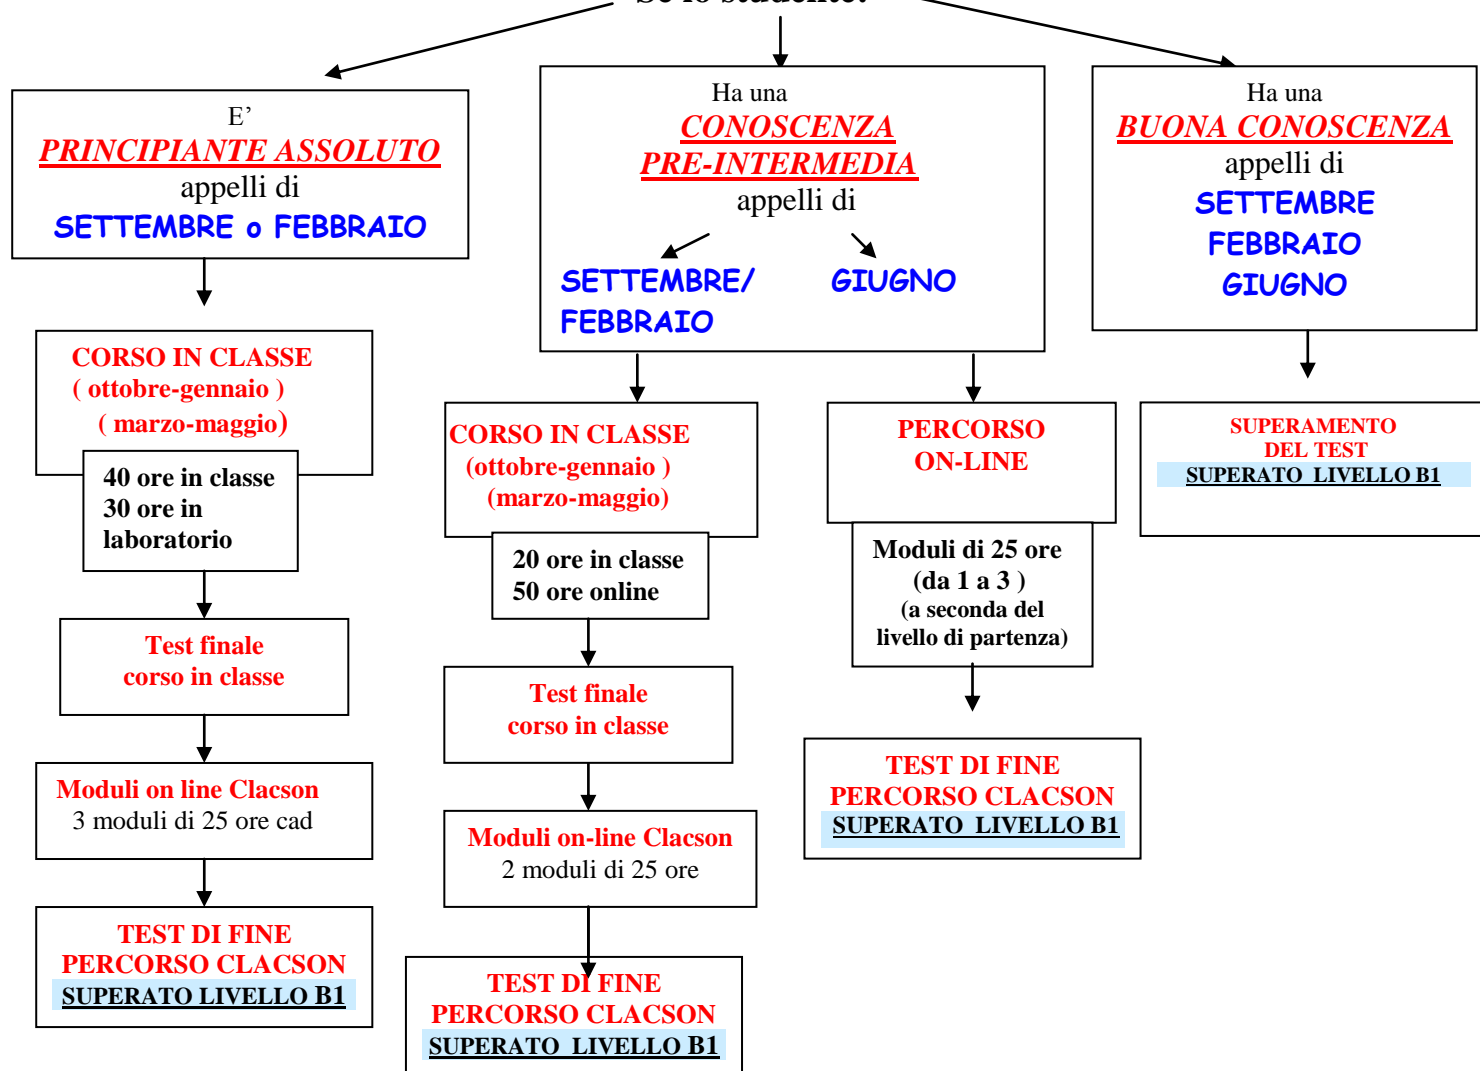 Se lo studente:
E'
PRINCIPIANTE ASSOLUTO
appelli di
SETTEMBRE o FEBBRAIO
CORSO IN CLASSE
( ottobre-gennaio )
( marzo-maggio)
40 ore in classe
30 ore in
laboratorio
Test finale
corso in classe
Moduli on line Clacson
3 moduli di 25 ore cad
TEST DI FINE
PERCORSO CLACSON
SUPERATO LIVELLO B1
Ha una
CONOSCENZA
PRE-INTERMEDIA
appelli di
SETTEMBRE/
FEBBRAIO
GIUGNO
CORSO IN CLASSE
(ottobre-gennaio )
(marzo-maggio)
20 ore in classe
50 ore online
Test finale
corso in classe
Moduli on-line Clacson
2 moduli di 25 ore
TEST DI FINE
PERCORSO CLACSON
SUPERATO  LIVELLO B1
PERCORSO
ON-LINE
Moduli di 25 ore
(da 1 a 3 )
(a seconda del
livello di partenza)
TEST DI FINE
PERCORSO CLACSON
SUPERATO  LIVELLO B1
Ha una
BUONA CONOSCENZA
appelli di
SETTEMBRE
FEBBRAIO
GIUGNO
SUPERAMENTO
DEL TEST
SUPERATO  LIVELLO B1